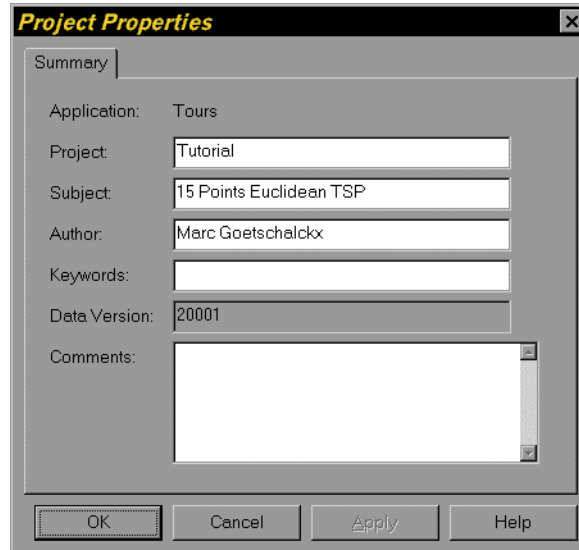 Project Properties
Summary
Application: Tours
Project: Tutorial
Subject: 15 Points Euclidean TSP
Author: Marc Goetschalckx
Keywords:
Data Version: 20001
Comments:
OK Cancel Apply Help